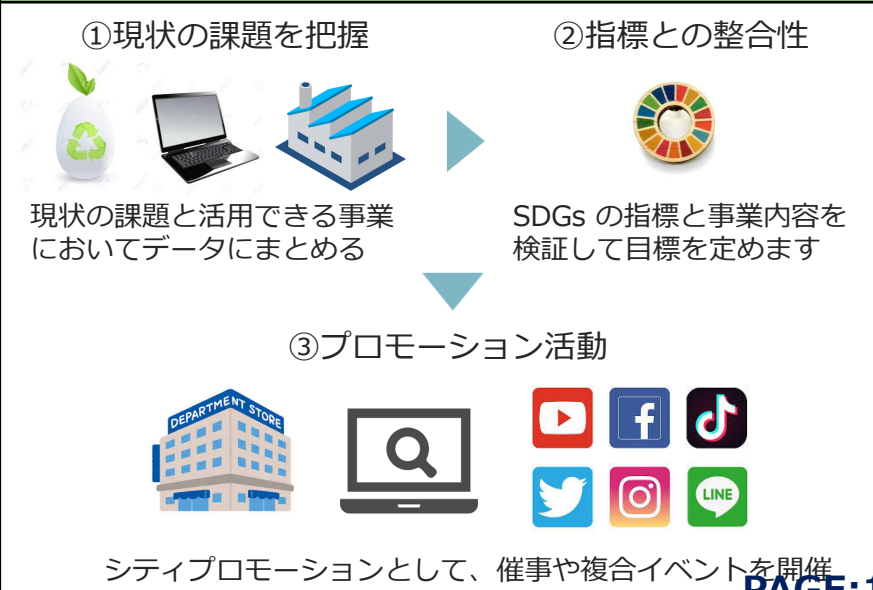 ①現状の課題を把握
②指標との整合性
現状の課題と活用できる事業
においてデータにまとめる
SDGs の指標と事業内容を
検証して目標を定めます
③プロモーション活動
DEPARTMENT STORE
LINE
シティプロモーションとして、催事や複合イベントを開催
PAGE:1